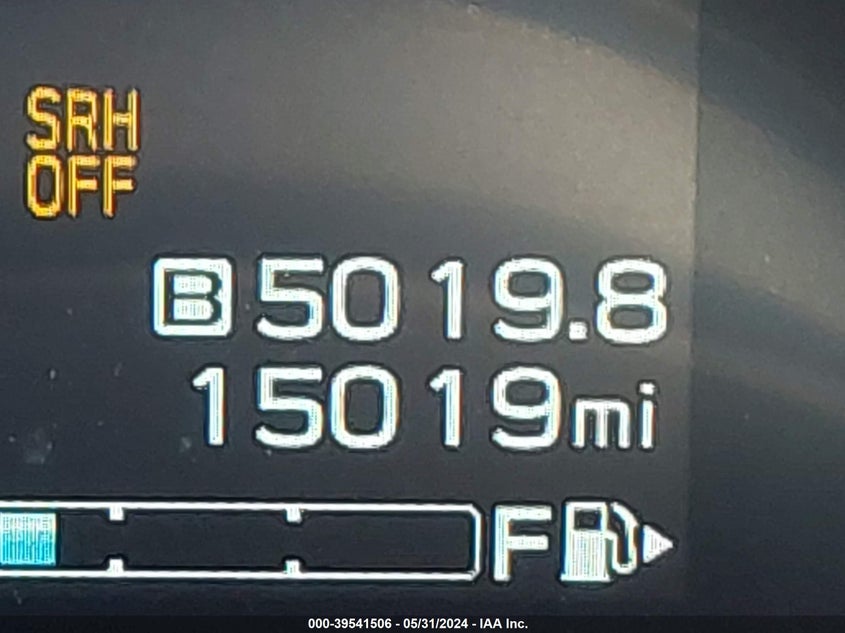 SRH
OFF
B 5019.8
15019mi
F
000-39541506 - 05/31/2024 - IAA Inc.